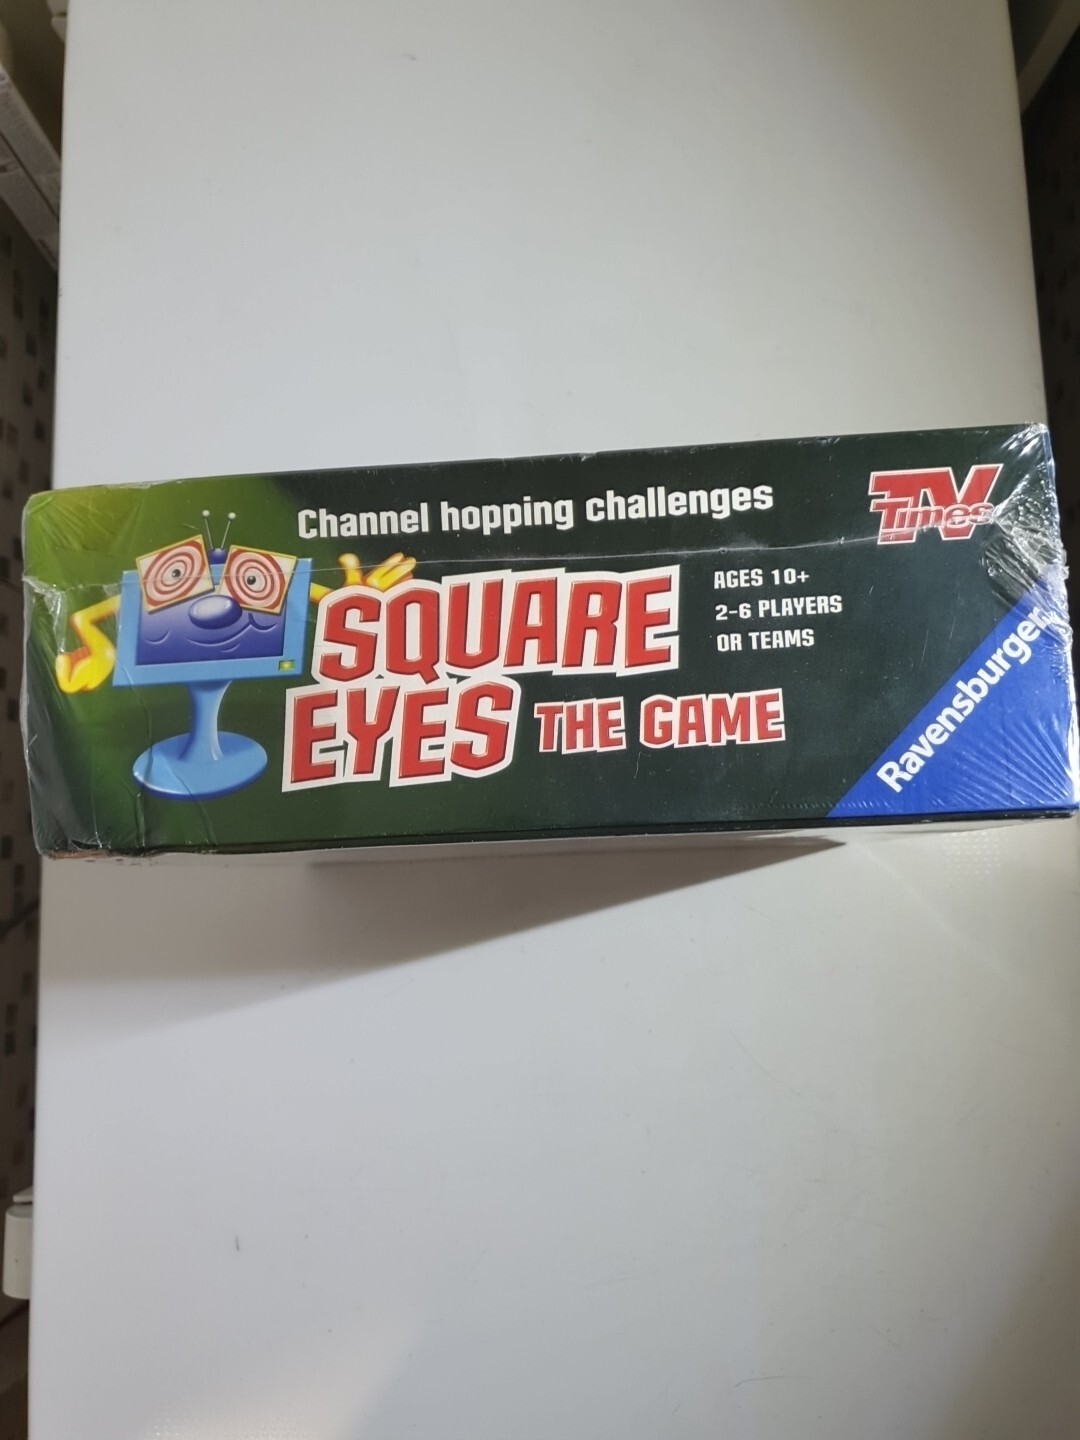 Channel hopping challenges
TV
Times
SQUARE
EYES THE GAME
AGES 10+
2-6 PLAYERS
OR TEAMS
Ravensburger